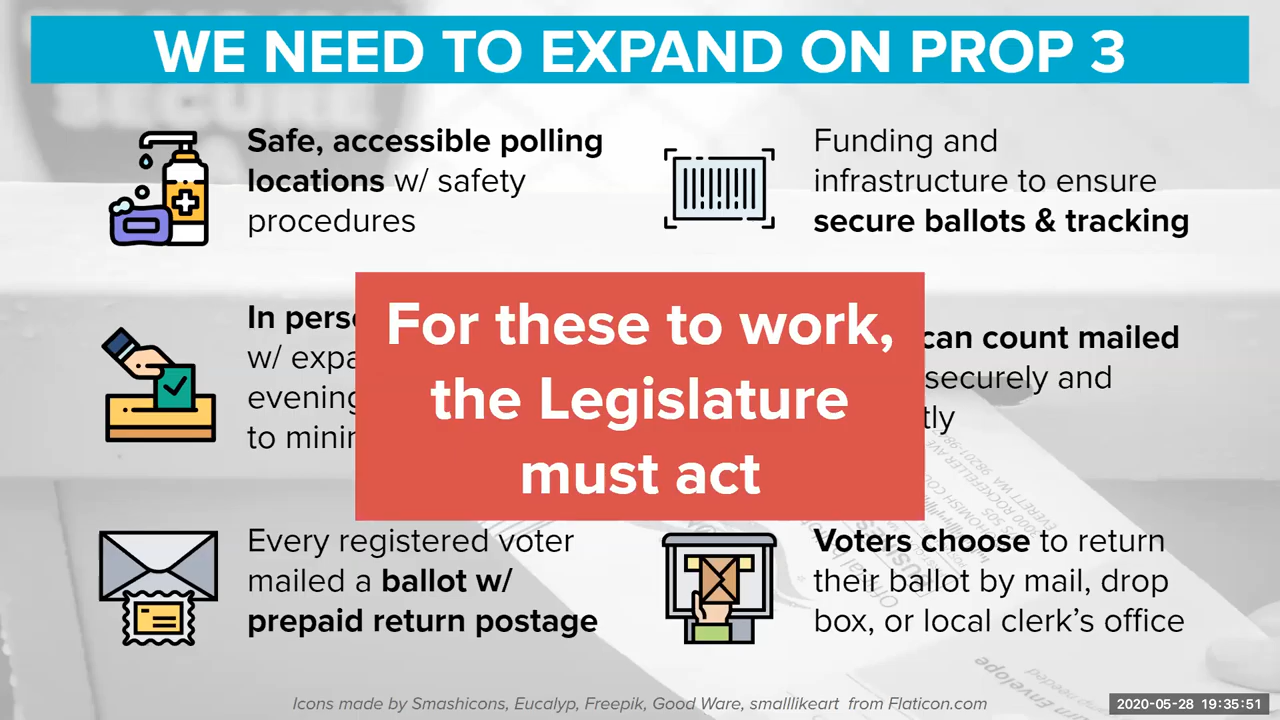 WE NEED TO EXPAND ON PROP 3
Safe, accessible polling
locations w/ safety
procedures
Funding and
infrastructure to ensure
secure ballots & tracking
In
w/
evening
to
can count mailed
securely and
For these to work,
the Legislature
must act
Every registered voter
mailed a ballot w/
prepaid return postage
Voters choose to return
their ballot by mail, drop
box, or local clerk's office
Icons made by Smashicons, Eucalyp, Freepik, Good Ware, smalllikeart from Flaticon.com
2020-05-28 19:35:51